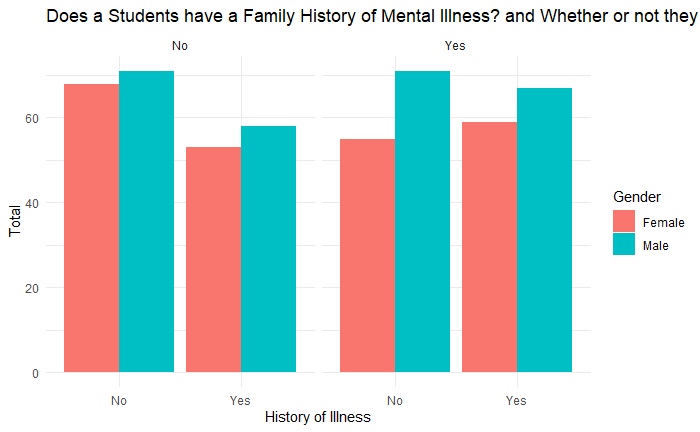 Does a Students have a Family History of Mental Illness? and Whether or not they
No Yes
60
40
20
0
Total
No Yes No Yes
History of Illness
Gender
Female
Male